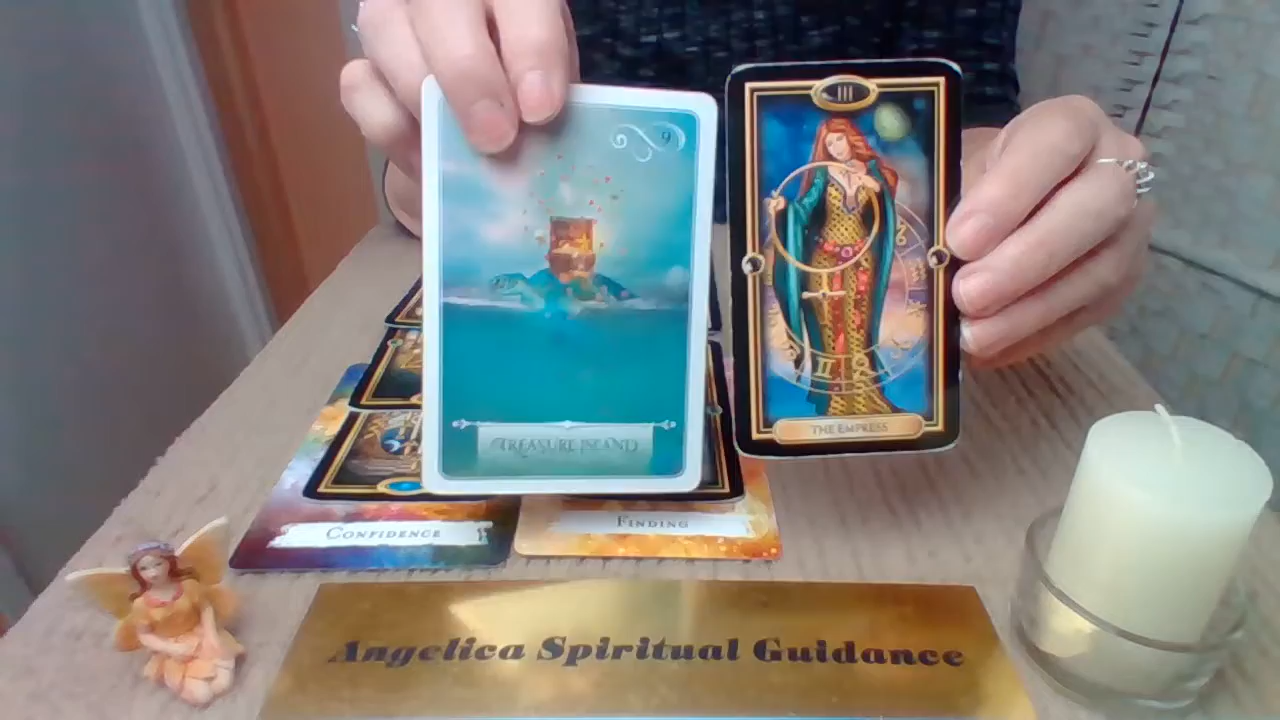 9
TREASURE ISLAND
III
THE EMPRESS
CONFIDENCE
FINDING
Angelica Spiritual Guidance